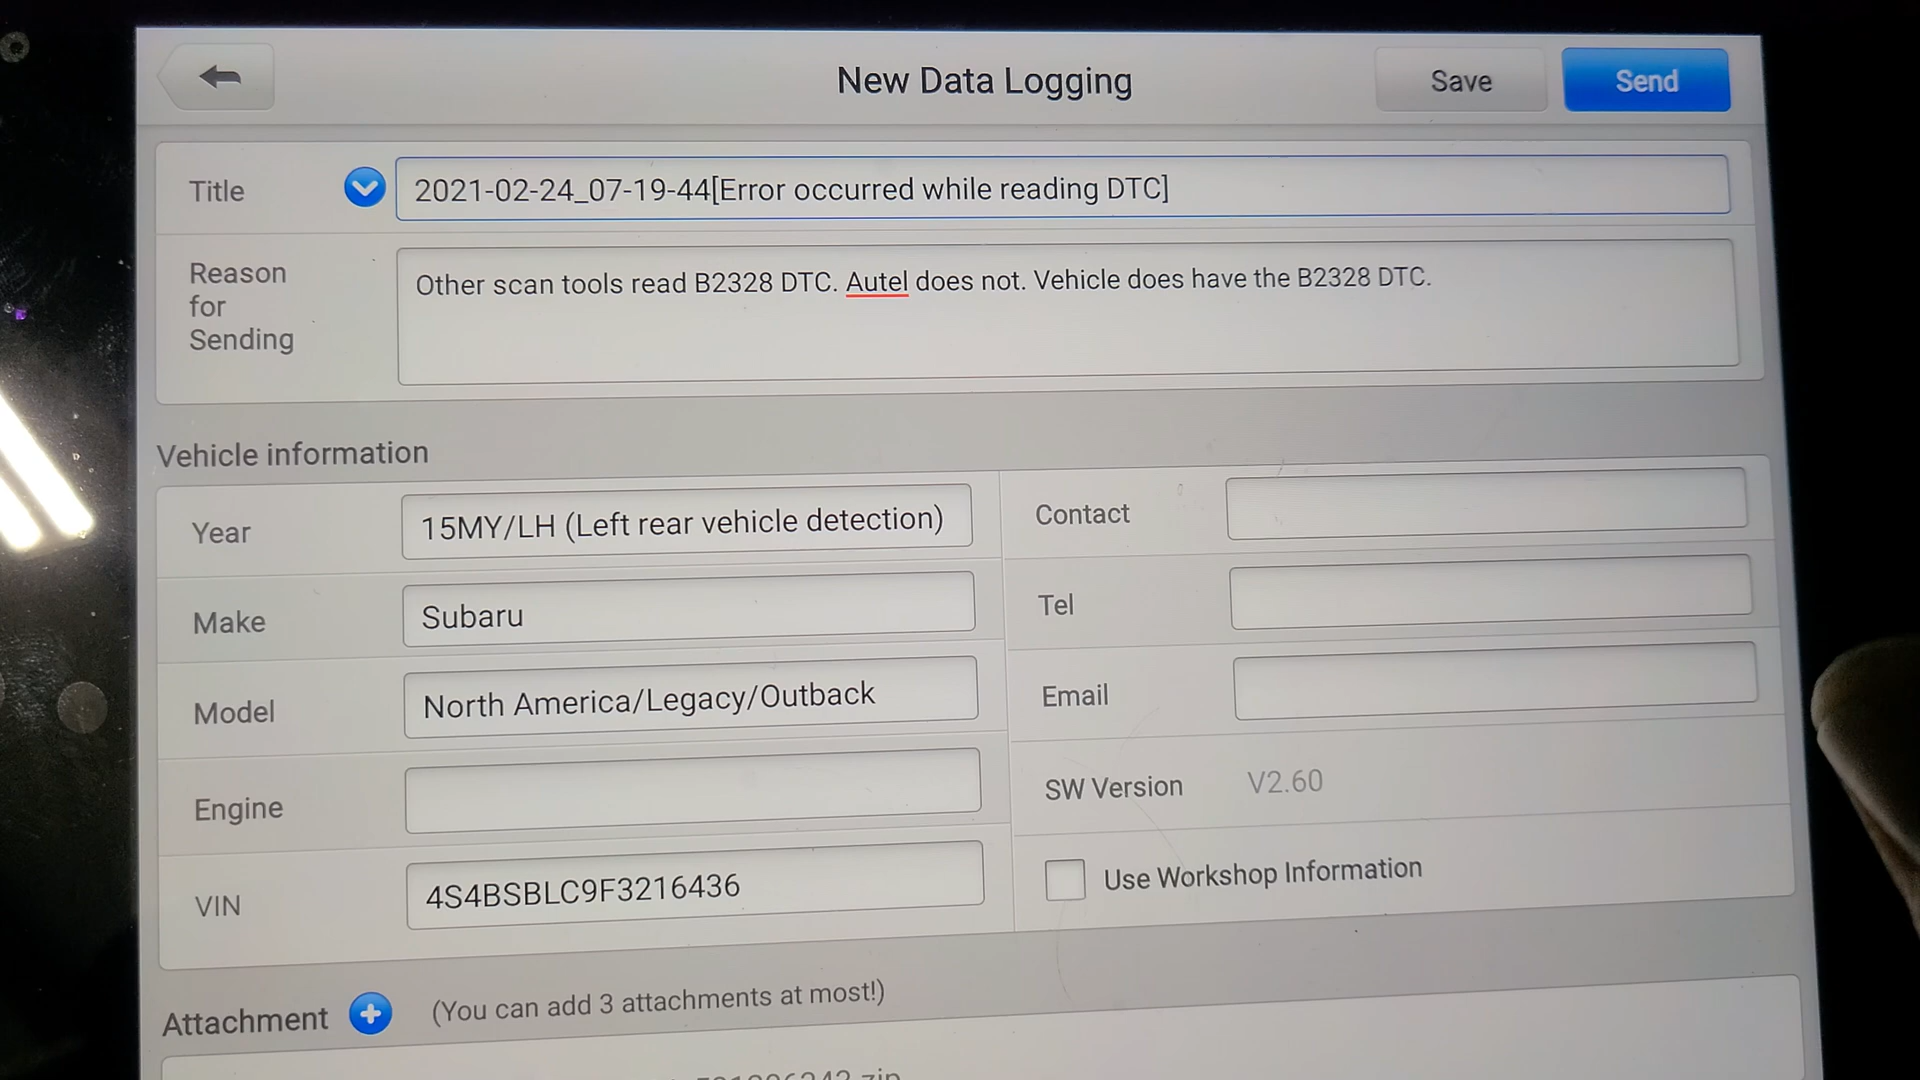 New Data Logging
Save
Send
Title
2021-02-24_07-19-44[Error occurred while reading DTC]
Reason
for
Sending
Other scan tools read B2328 DTC. Autel does not. Vehicle does have the B2328 DTC.
Vehicle information
Year
15MY/LH (Left rear vehicle detection)
Make
Subaru
Model
North America/Legacy/Outback
Engine
VIN
4S4BSBLC9F3216436
Contact
Tel
Email
SW Version
V2.60
Use Workshop Information
Attachment
(You can add 3 attachments at most!)
.zip